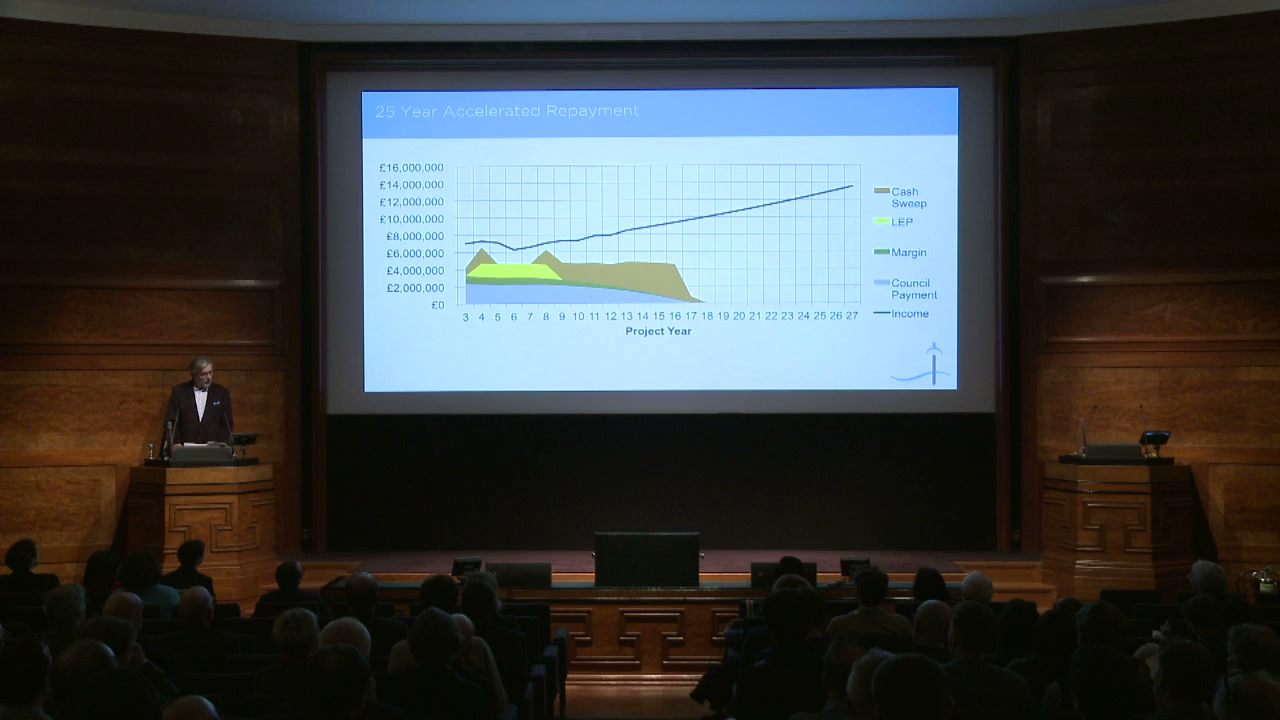 25 Year Accelerated Repayment
£16,000,000
£14,000,000
£12,000,000
£10,000,000
£8,000,000
£6,000,000
£4,000,000
£2,000,000
£0
3 4 5 6 7 8 9 10 11 12 13 14 15 16 17 18 19 20 21 22 23 24 25 26 27
Project Year
Cash
Sweep
LEP
Margin
Council
Payment
Income